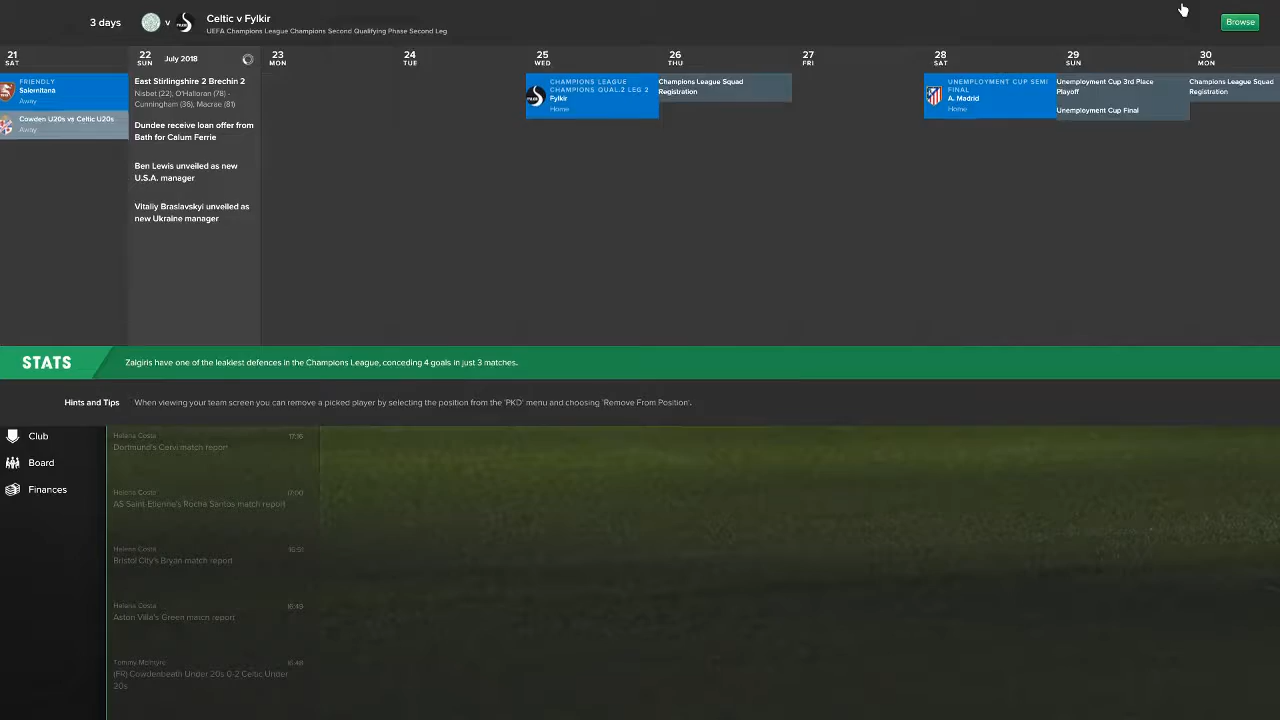 3 days
v
Celtic v Fylkir
UEFA Champions League Champions Second Qualifying Phase Second Leg
Browse
21
SAT
22
SUN
July 2018
23
MON
24
TUE
25
WED
26
THU
27
FRI
28
SAT
29
SUN
30
MON
FRIENDLY
Salernitana
Away
Cowden U20s vs Celtic U20s
Away
East Stirlingshire 2 Brechin 2
Nisbet (22), O'Halloran (78) -
Cunningham (36), Macrae (81)
Dundee receive loan offer from
Bath for Calum Ferrie
Ben Lewis unveiled as new
U.S.A. manager
Vitaliy Braslavskyi unveiled as
new Ukraine manager
CHAMPIONS LEAGUE
CHAMPIONS QUAL.2 LEG 2
Fylkir
Home
Champions League Squad
Registration
UNEMPLOYMENT CUP SEMI
FINAL
A. Madrid
Home
Unemployment Cup 3rd Place
Playoff
Unemployment Cup Final
Champions League Squad
Registration
STATS
Zalgiris have one of the leakiest defences in the Champions League, conceding 4 goals in just 3 matches.
Hints and Tips
When viewing your team screen you can remove a picked player by selecting the position from the 'PKD' menu and choosing 'Remove From Position'.
Club
Board
Finances
Helena Costa
17:16
Dortmund's Cervi match report
Helena Costa
17:00
AS Saint-Etienne's Rocha Santos match report
Helena Costa
16:51
Bristol City's Bryan match report
Helena Costa
16:49
Aston Villa's Green match report
Tommy McIntyre
16:48
(FR) Cowdenbeath Under 20s 0-2 Celtic Under
20s